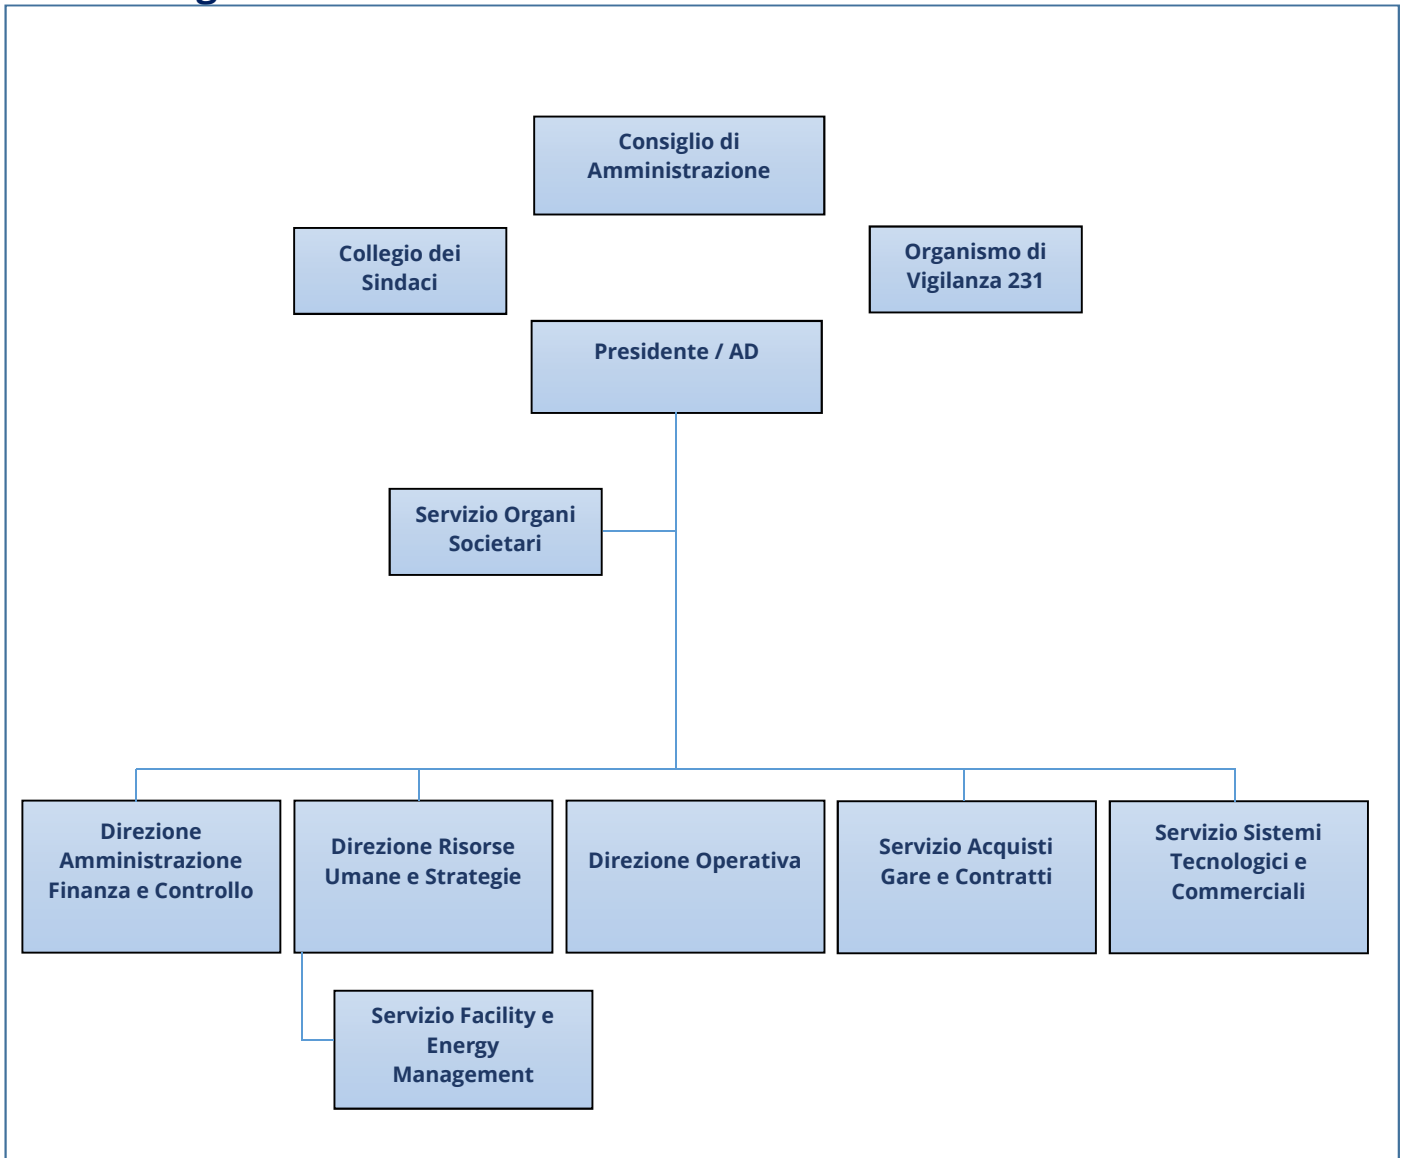 Consiglio di
Amministrazione
Collegio dei
Sindaci
Organismo di
Vigilanza 231
Presidente / AD
Servizio Organi
Societari
Direzione
Amministrazione
Finanza e Controllo
Direzione Risorse
Umane e Strategie
Direzione Operativa
Servizio Acquisti
Gare e Contratti
Servizio Sistemi
Tecnologici e
Commerciali
Servizio Facility e
Energy
Management